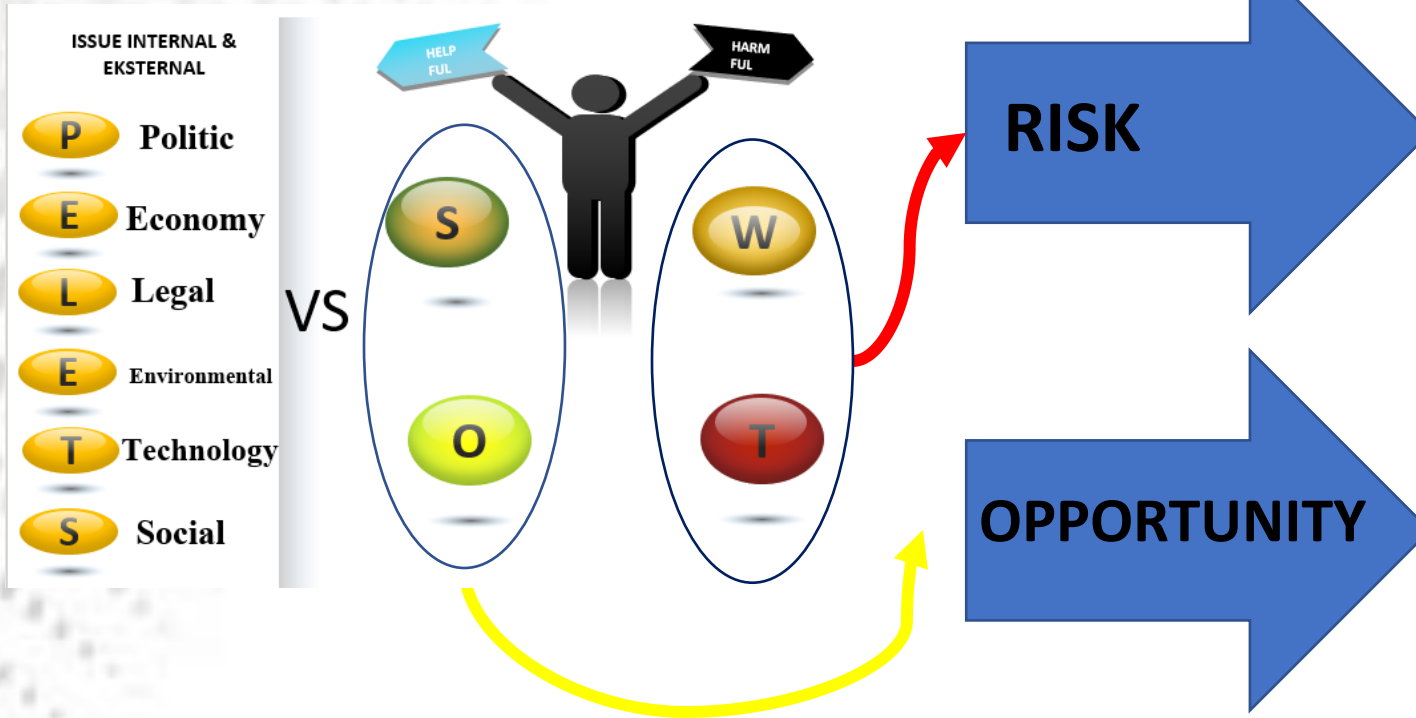 ISSUE INTERNAL &
EKSTERNAL
P Politic
E Economy
L Legal
E Environmental
T Technology
S Social
VS
HELP
FUL
HARM
FUL
S
W
O
T
RISK
OPPORTUNITY